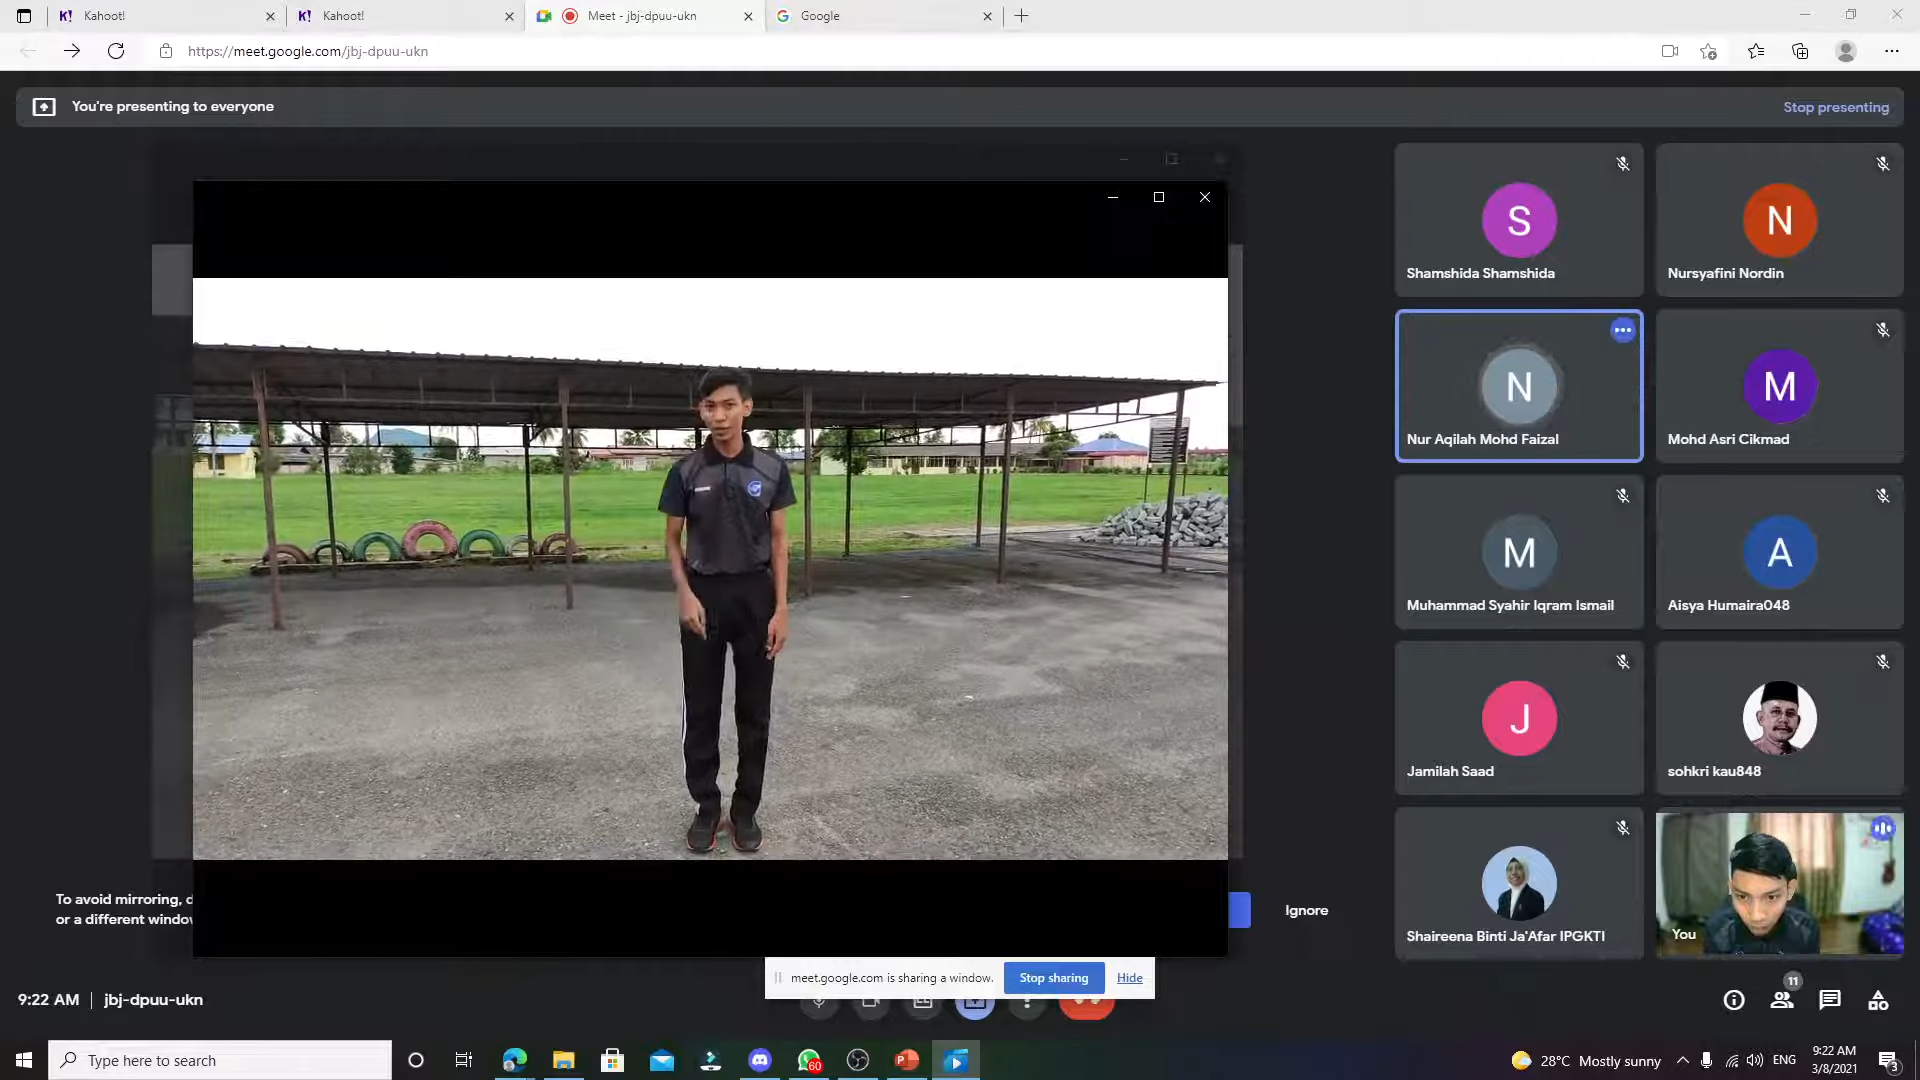 Kahoot!
Kahoot!
Meet - jbj-dpuu-ukn
Google
https://meet.google.com/jbj-dpuu-ukn
You're presenting to everyone
Stop presenting
S
Shamshida Shamshida
N
Nursyafini Nordin
N
Nur Aqilah Mohd Faizal
M
Mohd Asri Cikmad
M
Muhammad Syahir Iqram Ismail
A
Aisya Humaira048
J
Jamilah Saad
sohkri kau848
Shaireena Binti Ja'Afar IPGKTI
You
To avoid mirroring, d
or a different window
Ignore
meet.google.com is sharing a window.
Stop sharing
Hide
9:22 AM
jbj-dpuu-ukn
11
Type here to search
60
P
28°C Mostly sunny
ENG
9:22 AM
3/8/2021
3